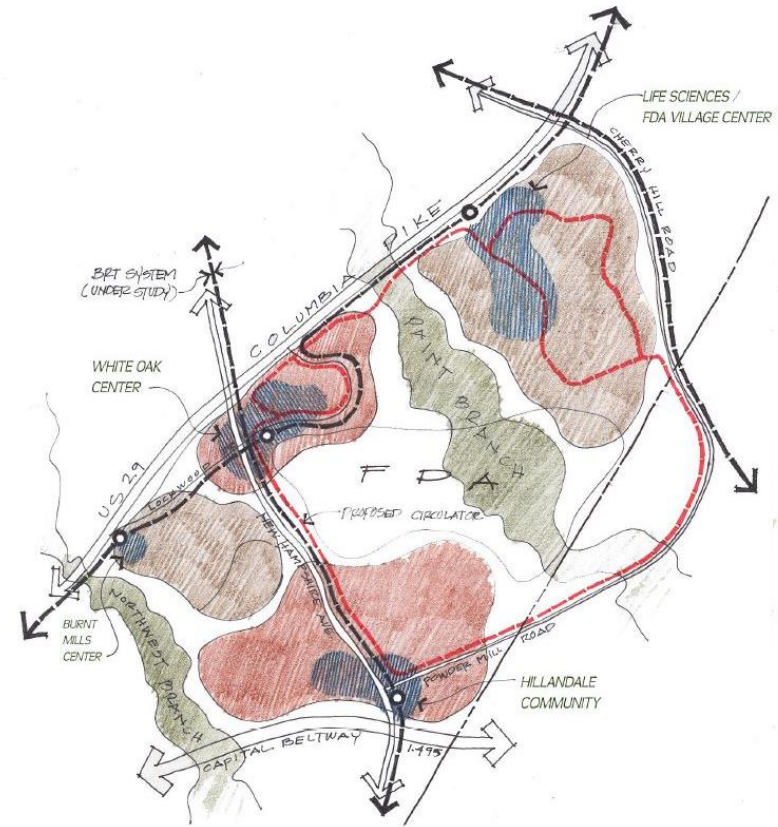 LIFE SCIENCES /
FDA VILLAGE CENTER
CHERRY HILL ROAD
COLUMBIA PIKE
BRT SYSTEM
(UNDER STUDY)
WHITE OAK
CENTER
PAINT BRANCH
FDA
US 29
LOCKWOOD
PROPOSED CIRCULATOR
NEW HAMPSHIRE AVE
BURNT
MILLS
CENTER
NORTHWEST BRANCH
POWDER MILL ROAD
HILLANDALE
COMMUNITY
CAPITAL BELTWAY
I-495